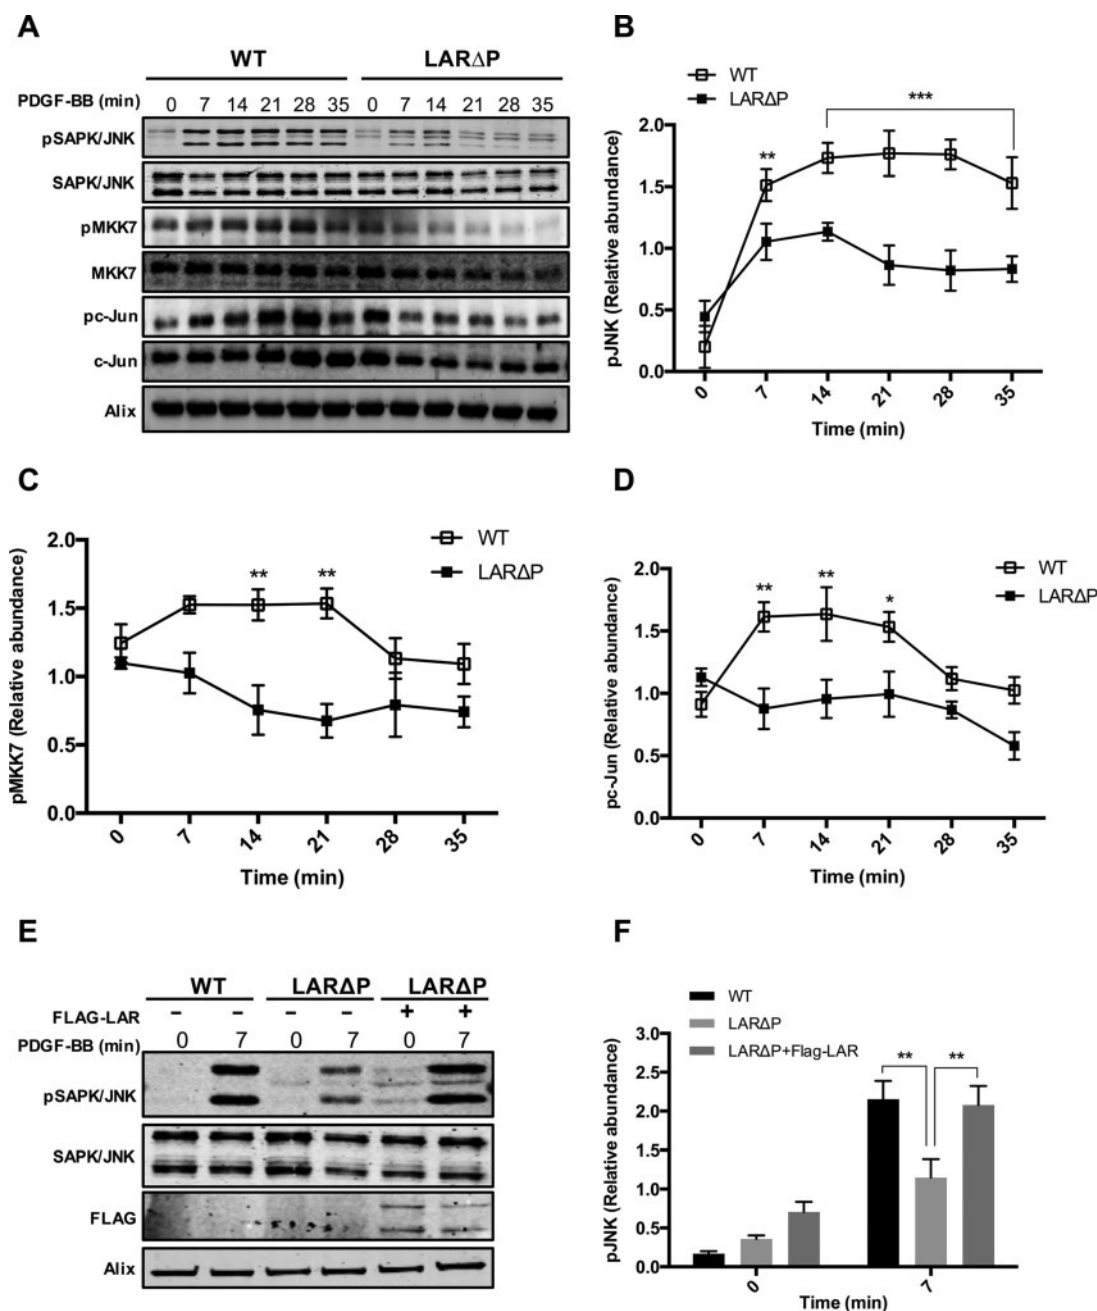 A
WT LARΔP
PDGF-BB (min) 0 7 14 21 28 35 0 7 14 21 28 35
pSAPK/JNK
SAPK/JNK
pMKK7
MKK7
pc-Jun
c-Jun
Alix
B
WT
LARΔP
***
**
pJNK (Relative abundance)
2.0
1.5
1.0
0.5
0.0
0 7 14 21 28 35
Time (min)
C
WT
LARΔP
** **
pMKK7 (Relative abundance)
2.0
1.5
1.0
0.5
0.0
0 7 14 21 28 35
Time (min)
D
WT
LARΔP
** ** *
pc-Jun (Relative abundance)
2.0
1.5
1.0
0.5
0.0
0 7 14 21 28 35
Time (min)
E
WT LARΔP LARΔP
FLAG-LAR – – – – + +
PDGF-BB (min) 0 7 0 7 0 7
pSAPK/JNK
SAPK/JNK
FLAG
Alix
F
WT
LARΔP
LARΔP+Flag-LAR
** **
pJNK (Relative abundance)
3.0
2.5
2.0
1.5
1.0
0.5
0.0
0 7
Time (min)